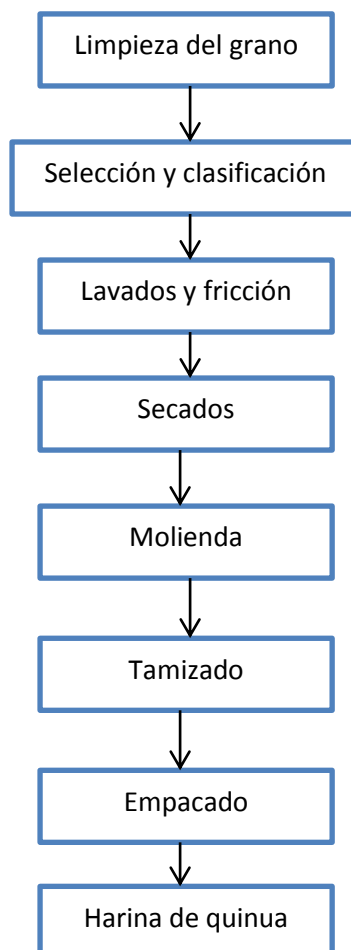 Limpieza del grano
Selección y clasificación
Lavados y fricción
Secados
Molienda
Tamizado
Empacado
Harina de quinua